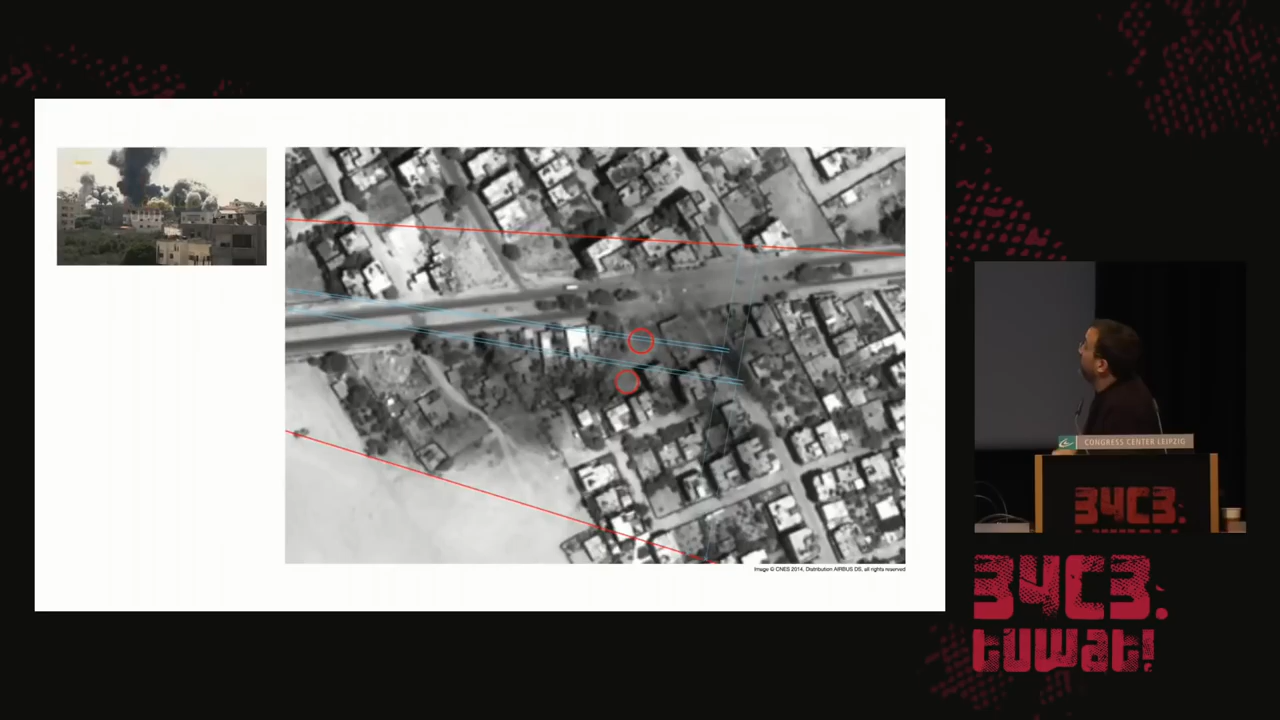 Image © CNES 2014, Distribution AIRBUS DS, all rights reserved
CONGRESS CENTER LEIPZIG
34C3.
34C3.
tuwat!